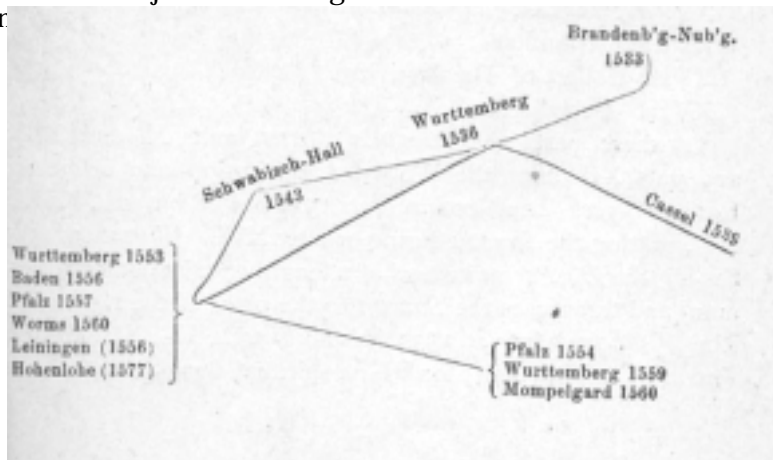 Brandenb'g-Nub'g.
1533
Wurttemberg
1536
Schwabisch-Hall
1543
Cassel 1539
Wurttemberg 1553
Baden 1556
Pfalz 1557
Worms 1560
Leiningen (1556)
Hohenlohe (1577)
Pfalz 1554
Wurttemberg 1559
Mompelgard 1560